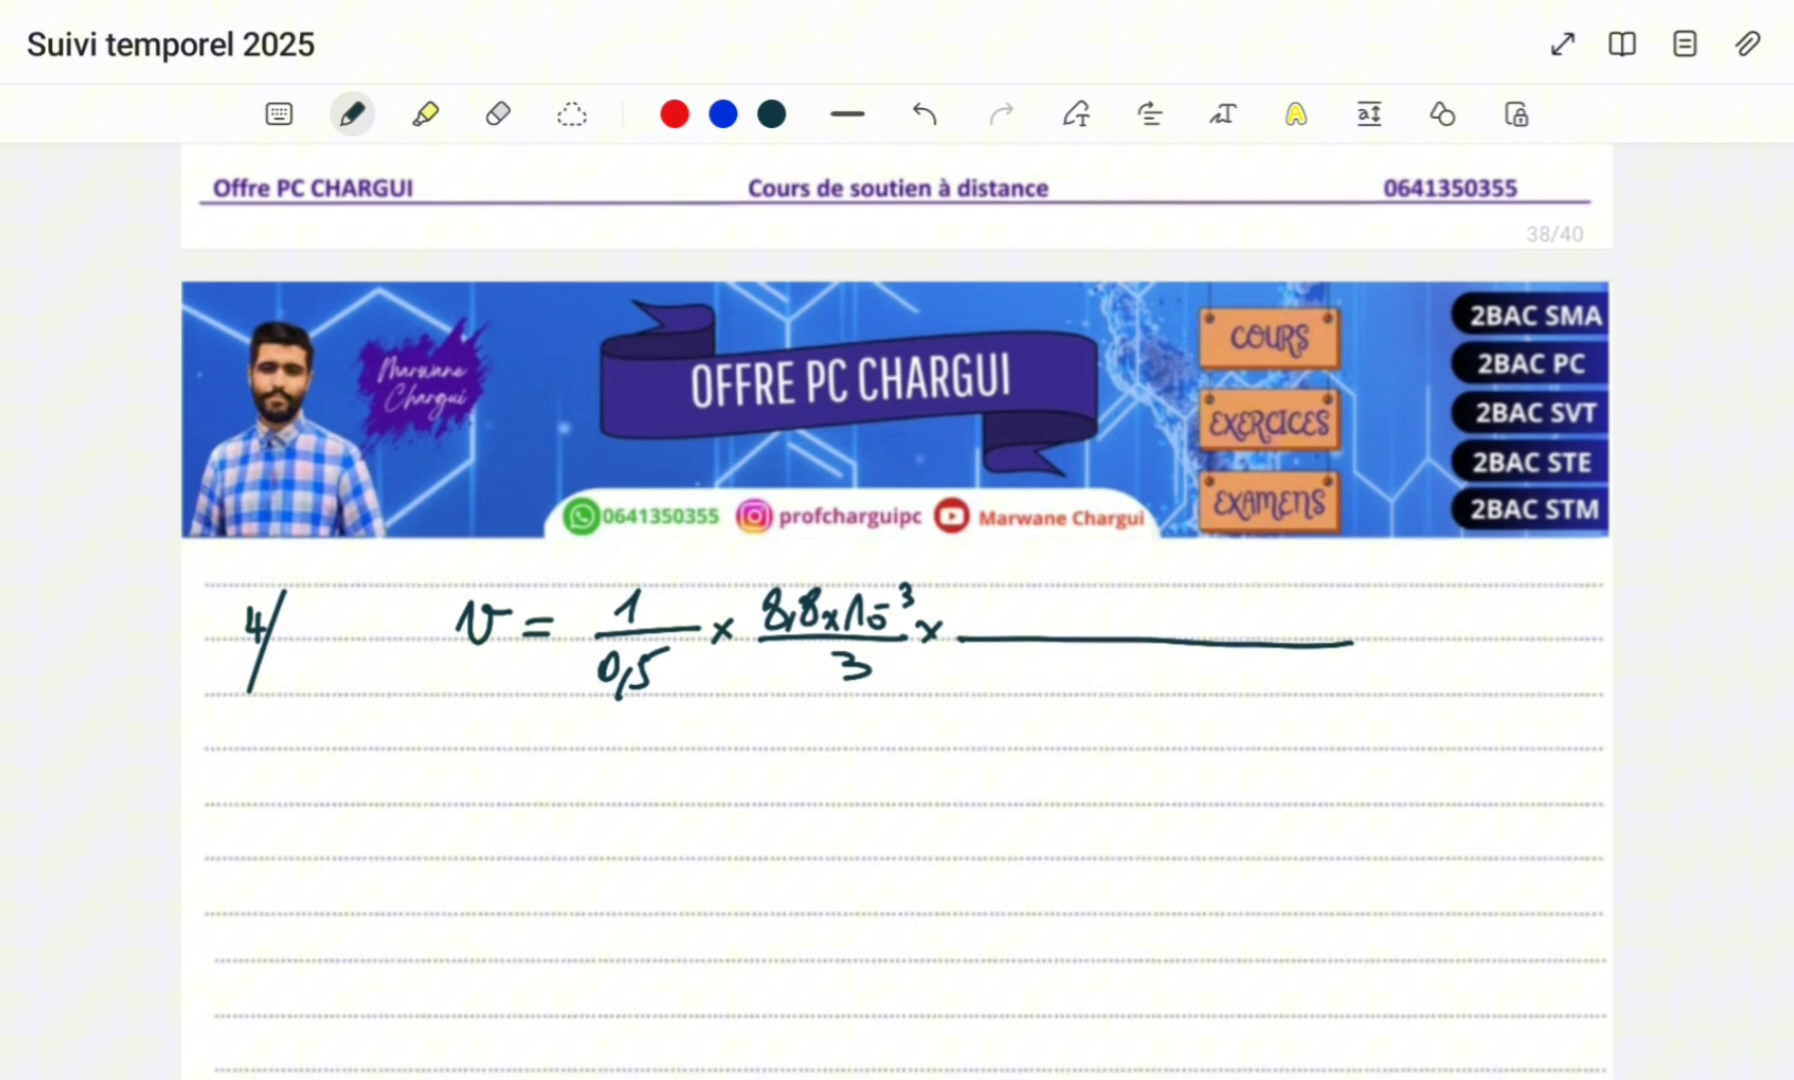 Suivi temporel 2025
Offre PC CHARGUI Cours de soutien à distance 0641350355
38/40
Marwane Chargui
OFFRE PC CHARGUI
COURS
EXERCICES
EXAMENS
2BAC SMA
2BAC PC
2BAC SVT
2BAC STE
2BAC STM
0641350355 profcharguipc Marwane Chargui
4/ v = 1/0,5 × 8,8×10⁻³/3 ×